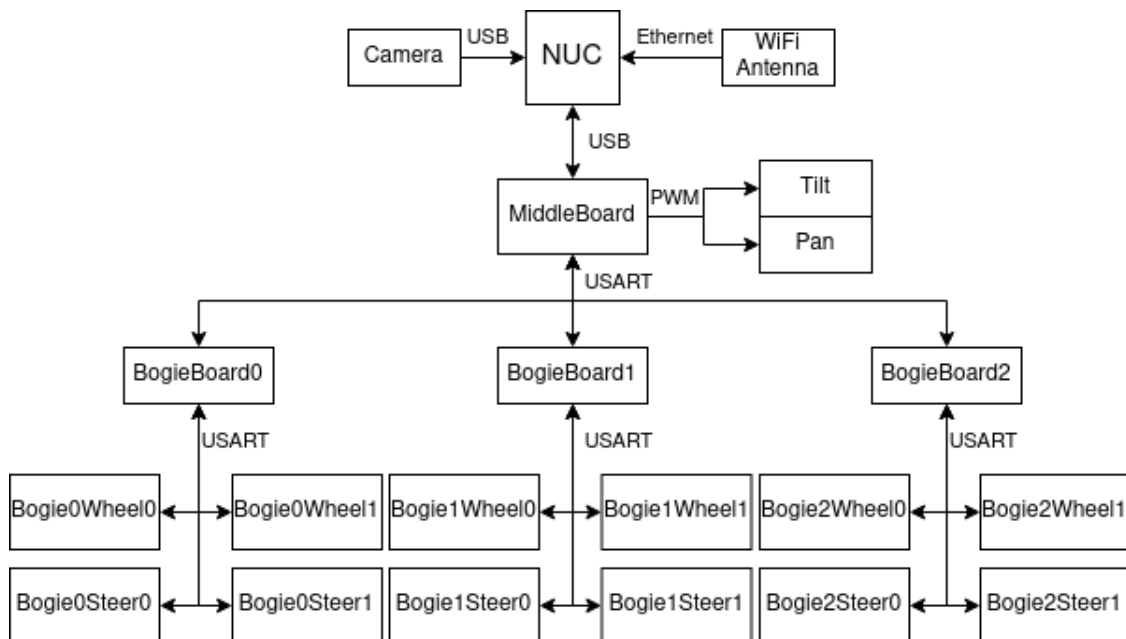 Camera
USB
NUC
Ethernet
WiFi
Antenna
USB
MiddleBoard
PWM
Tilt
Pan
USART
BogieBoard0
BogieBoard1
BogieBoard2
USART
USART
USART
Bogie0Wheel0
Bogie0Wheel1
Bogie1Wheel0
Bogie1Wheel1
Bogie2Wheel0
Bogie2Wheel1
Bogie0Steer0
Bogie0Steer1
Bogie1Steer0
Bogie1Steer1
Bogie2Steer0
Bogie2Steer1